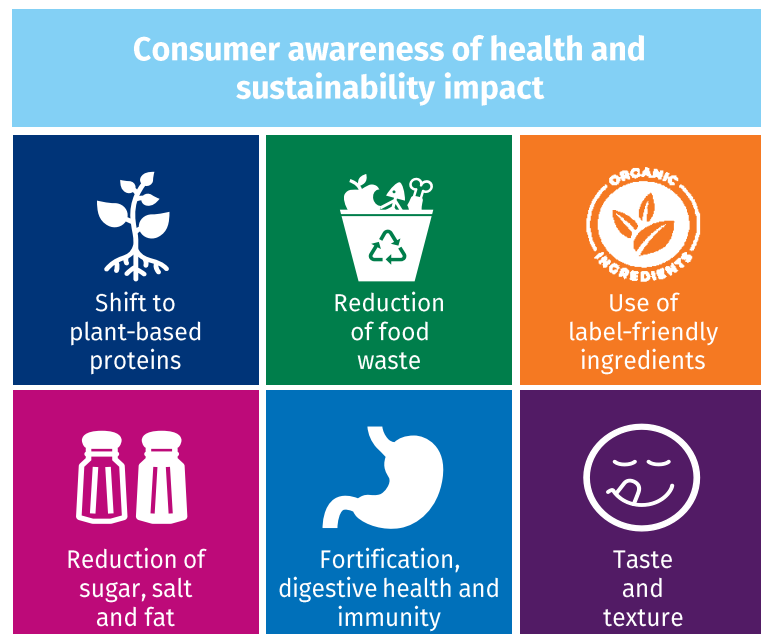 Consumer awareness of health and
sustainability impact
ORGANIC
INGREDIENTS
Shift to
plant-based
proteins
Reduction
of food
waste
Use of
label-friendly
ingredients
Reduction of
sugar, salt
and fat
Fortification,
digestive health and
immunity
Taste
and
texture